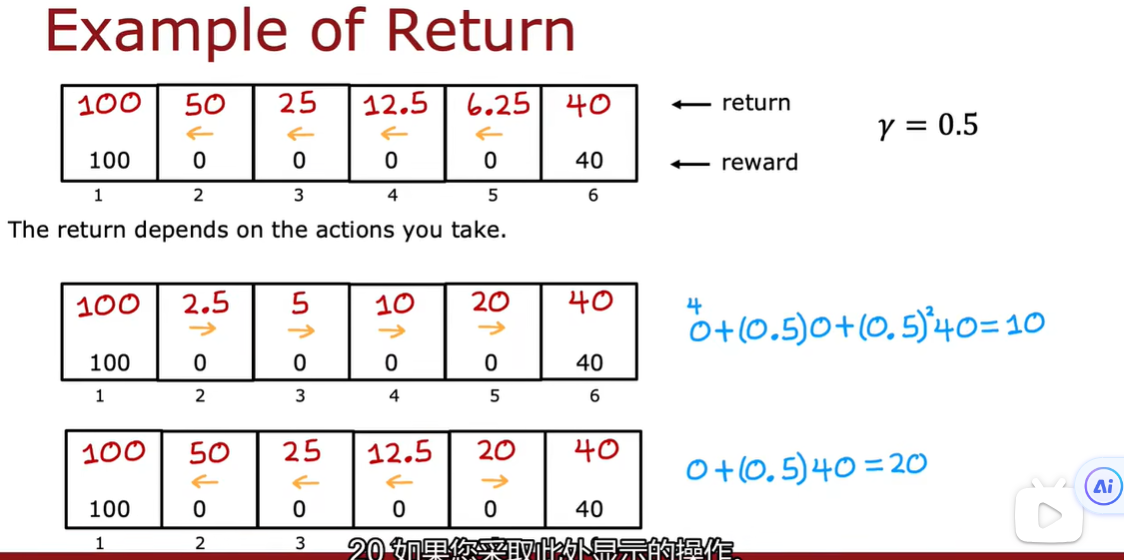 Example of Return
100 50 25 12.5 6.25 40 ← return
← ← ← ←
γ = 0.5
100 0 0 0 0 40 ← reward
1 2 3 4 5 6
The return depends on the actions you take.
100 2.5 5 10 20 40
→ → → →
4
0+(0.5)0+(0.5)²40=10
100 0 0 0 0 40
1 2 3 4 5 6
100 50 25 12.5 20 40
← ← ← →
0+(0.5)40=20
100 0 0 0 0 40
Ai
1 2 3
20 如果您采取此处显示的操作。